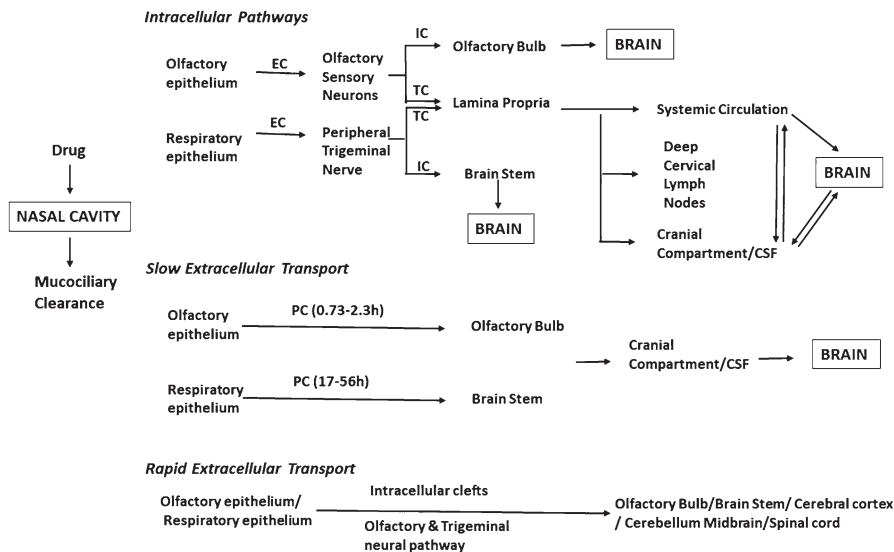 Intracellular Pathways
Olfactory
epithelium
EC
Olfactory
Sensory
Neurons
IC
Olfactory Bulb
BRAIN
TC
TC
Lamina Propria
Systemic Circulation
Respiratory
epithelium
EC
Peripheral
Trigeminal
Nerve
IC
Brain Stem
BRAIN
Deep
Cervical
Lymph
Nodes
BRAIN
Cranial
Compartment/CSF
Drug
NASAL CAVITY
Mucociliary
Clearance
Slow Extracellular Transport
Olfactory
epithelium
PC (0.73-2.3h)
Olfactory Bulb
Respiratory
epithelium
PC (17-56h)
Brain Stem
Cranial
Compartment/CSF
BRAIN
Rapid Extracellular Transport
Olfactory epithelium/
Respiratory epithelium
Intracellular clefts
Olfactory & Trigeminal
neural pathway
Olfactory Bulb/Brain Stem/ Cerebral cortex
/ Cerebellum Midbrain/Spinal cord